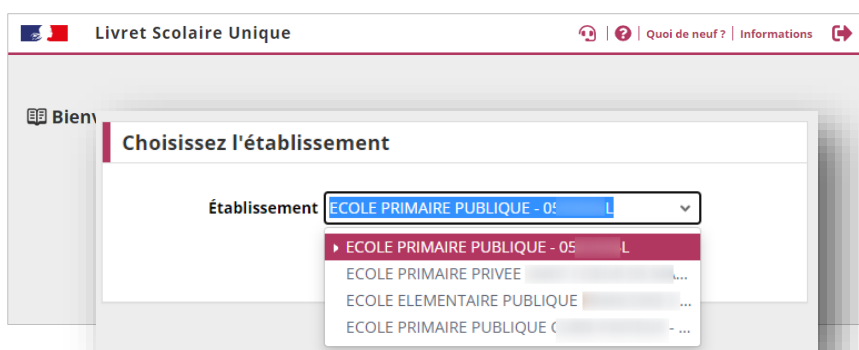 Livret Scolaire Unique
Quoi de neuf ? | Informations
Bienv
Choisissez l'établissement
Établissement ECOLE PRIMAIRE PUBLIQUE - 05 L
ECOLE PRIMAIRE PUBLIQUE - 05 L
ECOLE PRIMAIRE PRIVEE ...
ECOLE ELEMENTAIRE PUBLIQUE ...
ECOLE PRIMAIRE PUBLIQUE - ...